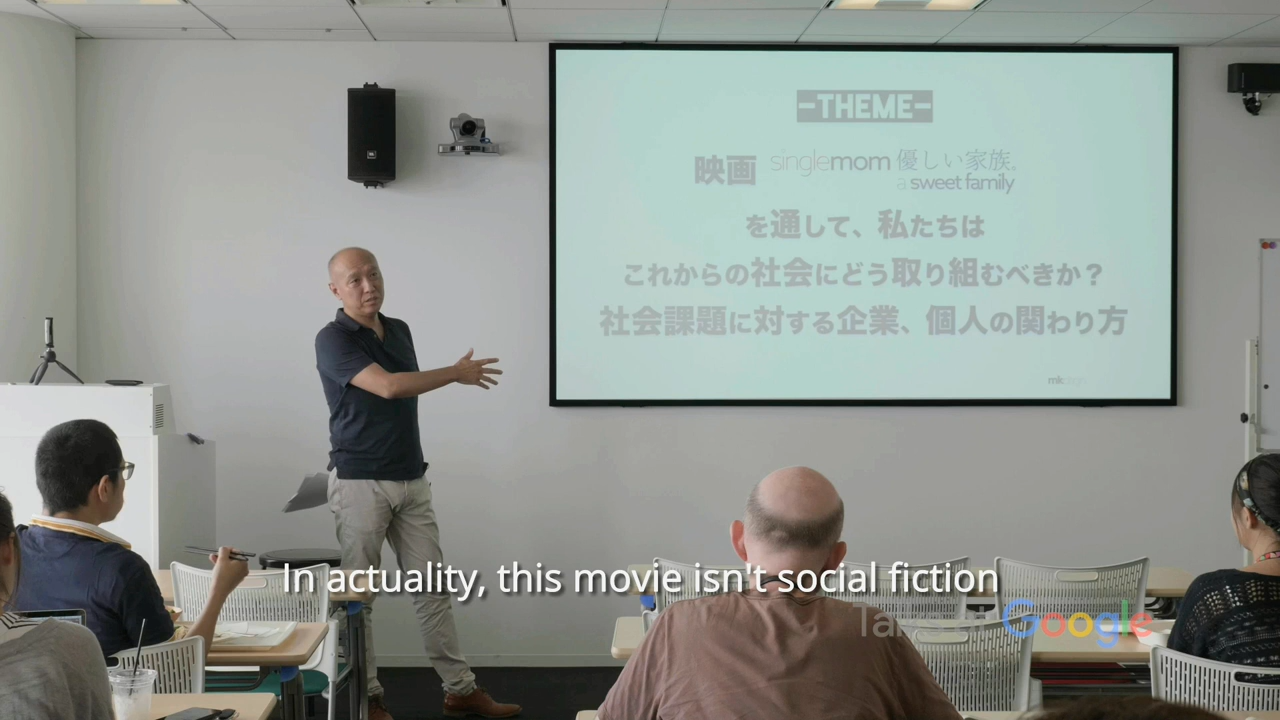 -THEME-
映画 singlemom 優しい家族。
a sweet family
を通して、私たちは
これからの社会にどう取り組むべきか？
社会課題に対する企業、個人の関わり方
In actuality, this movie isn't social fiction
Talks at Google